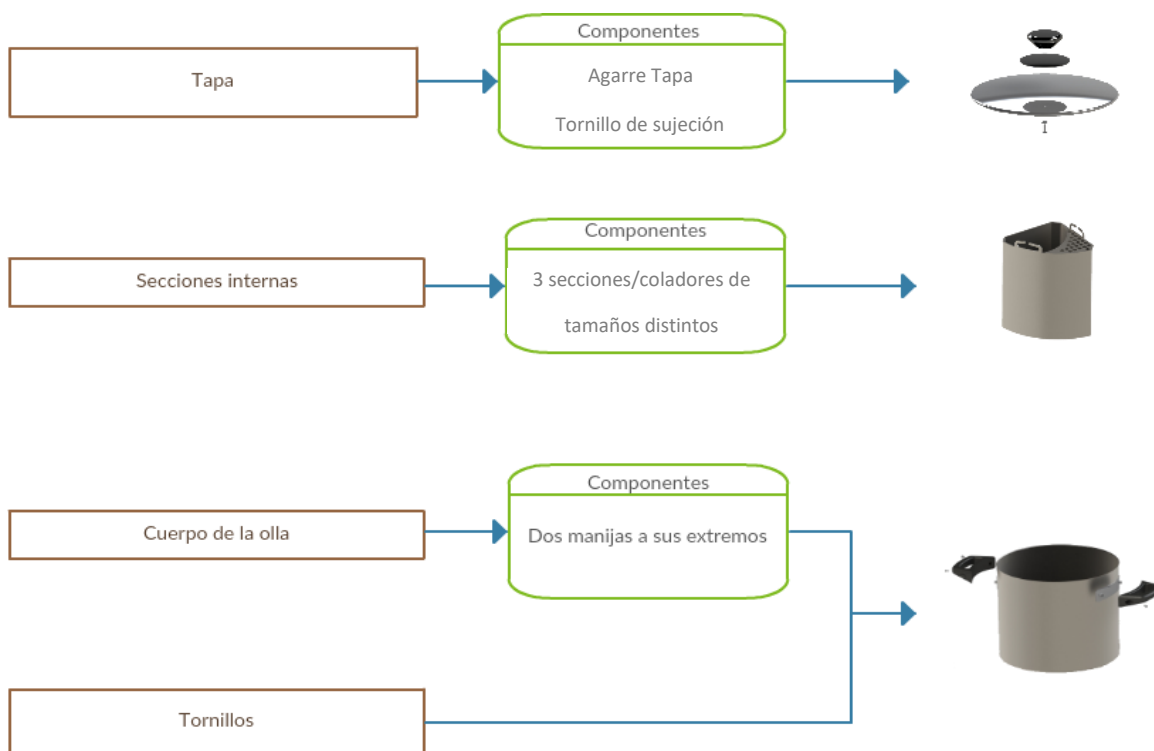 Componentes
Tapa
Agarre Tapa
Tornillo de sujeción
Componentes
Secciones internas
3 secciones/coladores de
tamaños distintos
Componentes
Cuerpo de la olla
Dos manijas a sus extremos
Tornillos